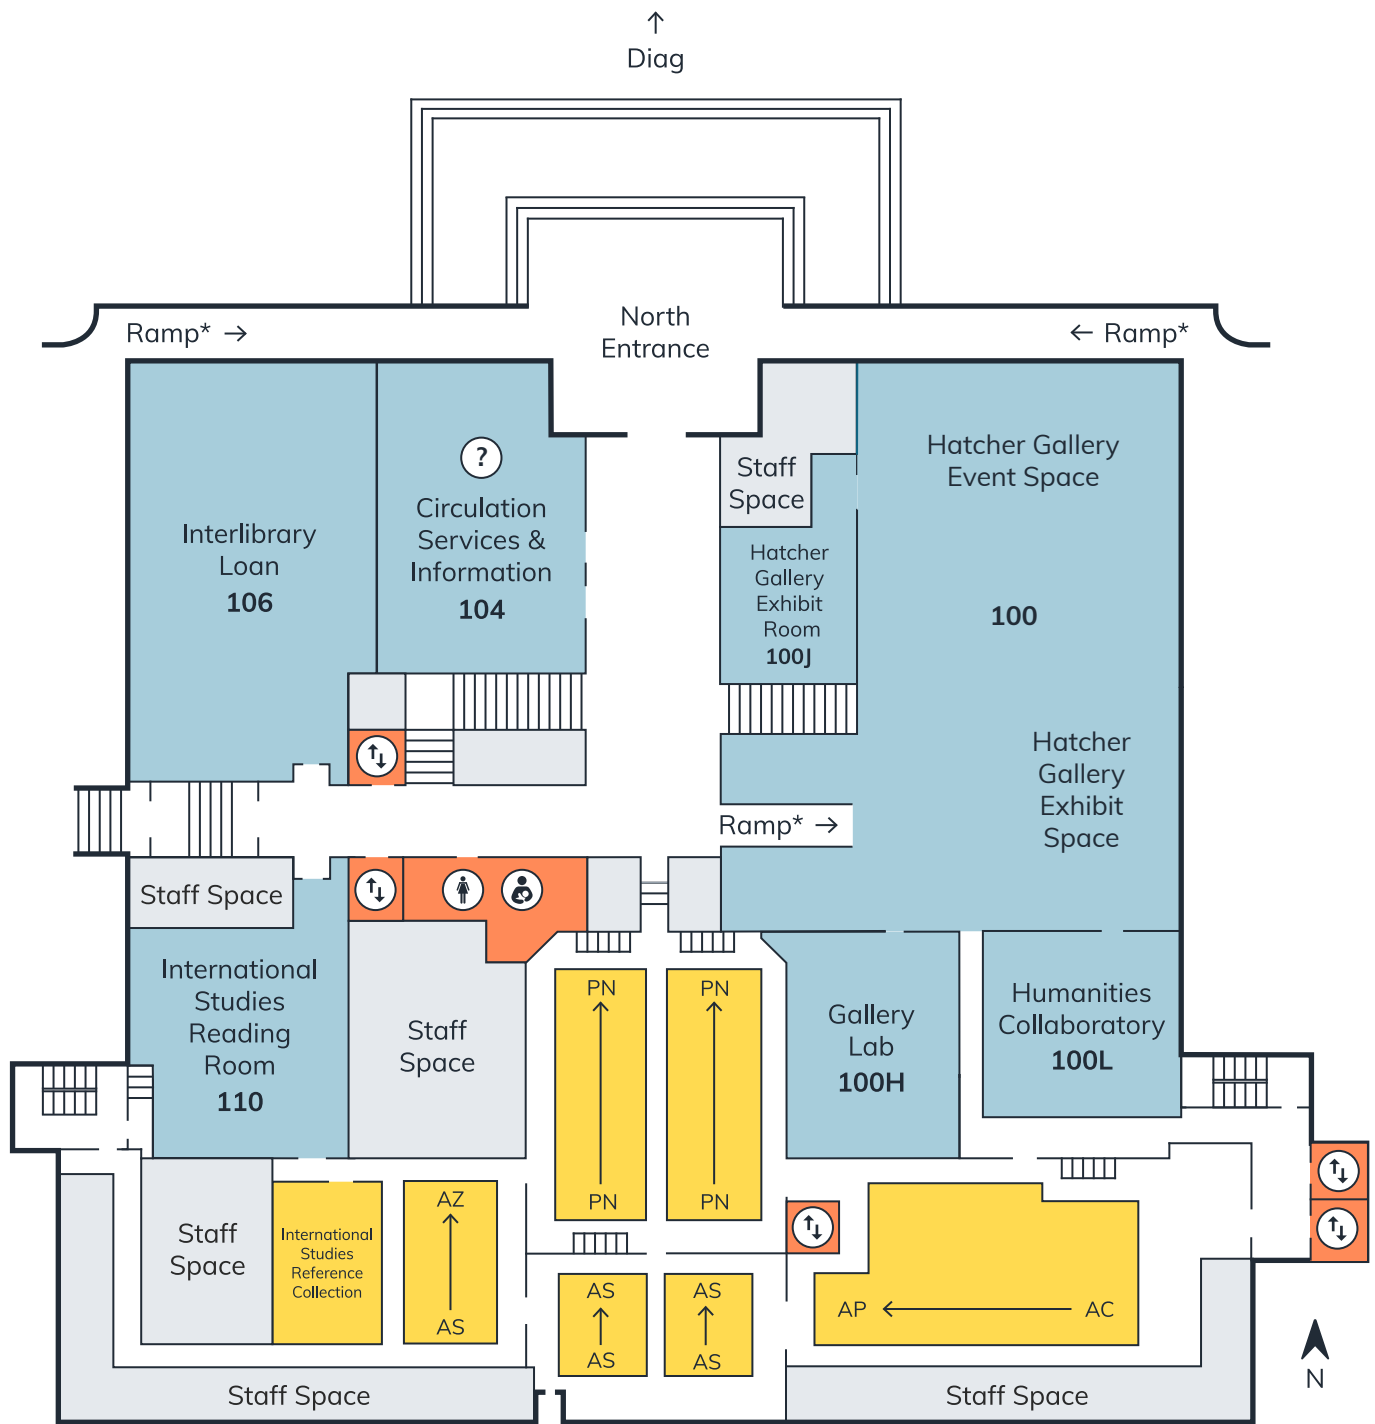 Diag
North
Entrance
Ramp*
Ramp*
Interlibrary
Loan
106
?
Circulation
Services &
Information
104
Staff
Space
Hatcher
Gallery
Exhibit
Room
100J
Hatcher Gallery
Event Space
100
Hatcher
Gallery
Exhibit
Space
Ramp*
Staff Space
International
Studies
Reading
Room
110
Staff
Space
PN
PN
PN
PN
Gallery
Lab
100H
Humanities
Collaboratory
100L
Staff
Space
International
Studies
Reference
Collection
AZ
AS
AS
AS
AS
AS
AP
AC
Staff Space
Staff Space
N